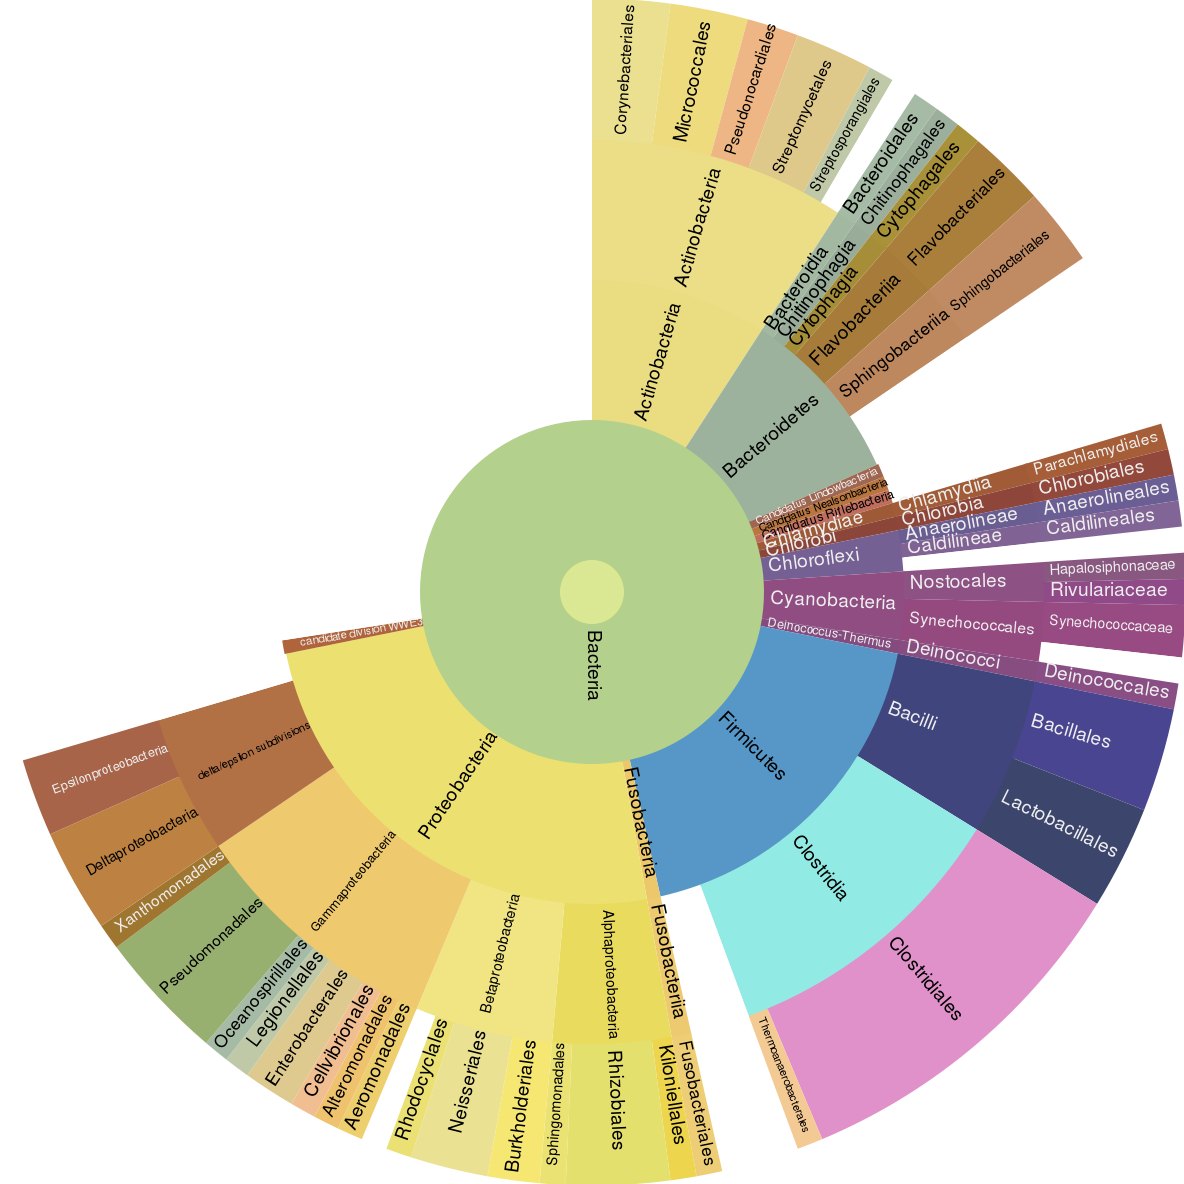 Corynebacteriales
Micrococcales
Pseudonocardiales
Streptomycetales
Streptosporangiales
Actinobacteria
Actinobacteria
Bacteroidales
Chitinophagales
Cytophagales
Flavobacteriales
Sphingobacteriales
Bacteroidia
Chitinophagia
Cytophagia
Flavobacteriia
Sphingobacteriia
Bacteroidetes
Candidatus Lindowbacteria
Candidatus Nealsonbacteria
Candidatus Riflebacteria
Chlamydiae
Chlamydia
Parachlamydiales
Chlorobi
Chlorobia
Chlorobiales
Chloroflexi
Anaerolineae
Anaerolineales
Caldilineae
Caldilineales
Cyanobacteria
Nostocales
Hapalosiphonaceae
Rivulariaceae
Synechococcales
Synechococcaceae
Deinococcus-Thermus
Deinococci
Deinococcales
Firmicutes
Bacilli
Bacillales
Lactobacillales
Clostridia
Clostridiales
Thermoanaerobacterales
Fusobacteria
Fusobacteriia
Fusobacteriales
Proteobacteria
Alphaproteobacteria
Kiloniellales
Rhizobiales
Sphingomonadales
Betaproteobacteria
Burkholderiales
Neisseriales
Rhodocyclales
Gammaproteobacteria
Aeromonadales
Alteromonadales
Cellvibrionales
Enterobacterales
Legionellales
Oceanospirillales
Pseudomonadales
Xanthomonadales
delta/epsilon subdivisions
Deltaproteobacteria
Epsilonproteobacteria
candidate division WWE3
Bacteria